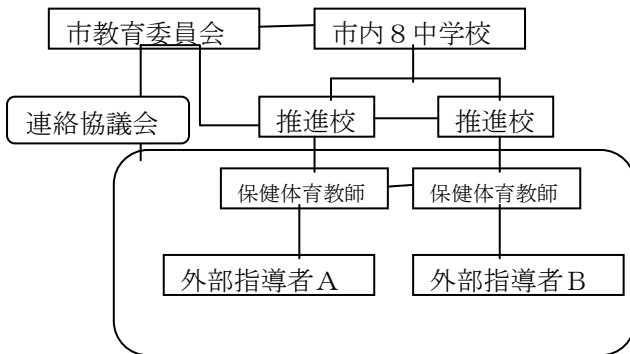 市教育委員会
市内８中学校
連絡協議会
推進校
推進校
保健体育教師
保健体育教師
外部指導者Ａ
外部指導者Ｂ